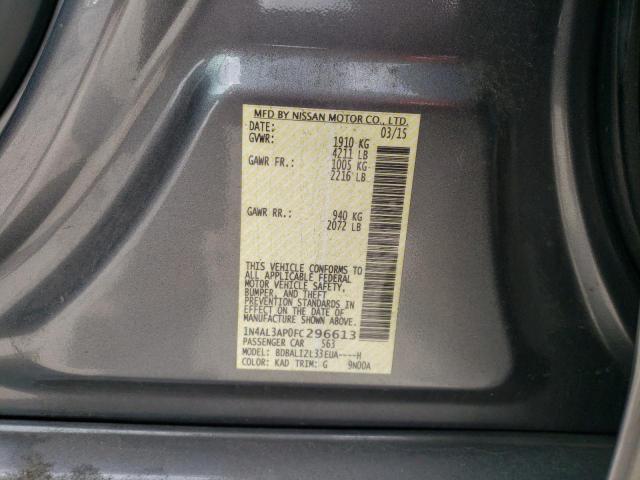 MFD BY NISSAN MOTOR CO., LTD.
DATE: 03/15
GVWR: 1910 KG
4211 LB
GAWR FR.: 1005 KG
2216 LB
GAWR RR.: 940 KG
2072 LB
THIS VEHICLE CONFORMS TO
ALL APPLICABLE FEDERAL
MOTOR VEHICLE SAFETY,
BUMPER, AND THEFT
PREVENTION STANDARDS IN
EFFECT ON THE DATE OF
MANUFACTURE SHOWN ABOVE.
1N4AL3AP0FC296613
PASSENGER CAR 563
MODEL: BDBALIZL33EUA----H
COLOR: KAD TRIM: G 9N00A